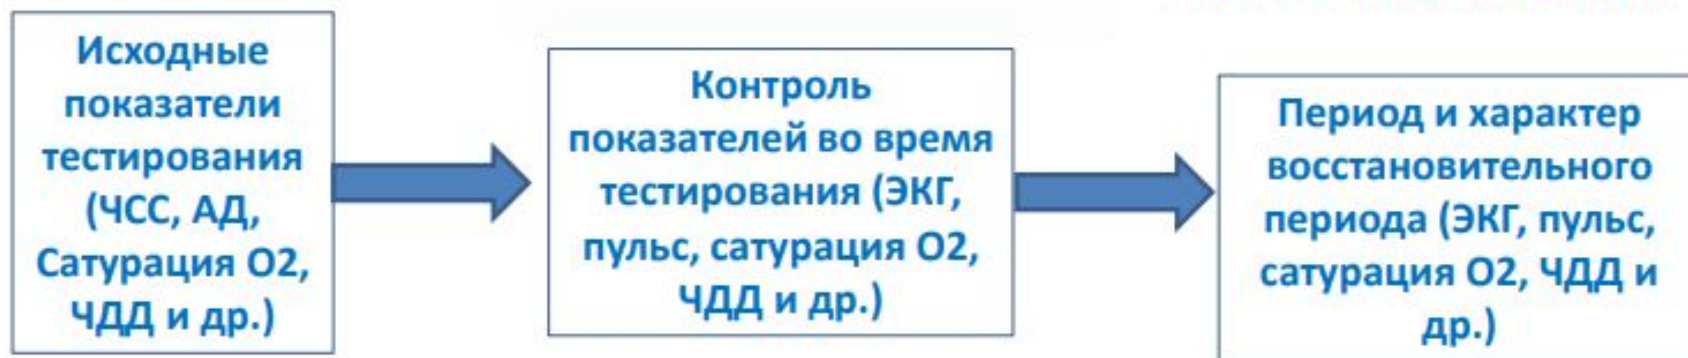 Исходные
показатели
тестирования
(ЧСС, АД,
Сатурация О2,
ЧДД и др.)
Контроль
показателей во время
тестирования (ЭКГ,
пульс, сатурация О2,
ЧДД и др.)
Период и характер
восстановительного
периода (ЭКГ, пульс,
сатурация О2, ЧДД и
др.)